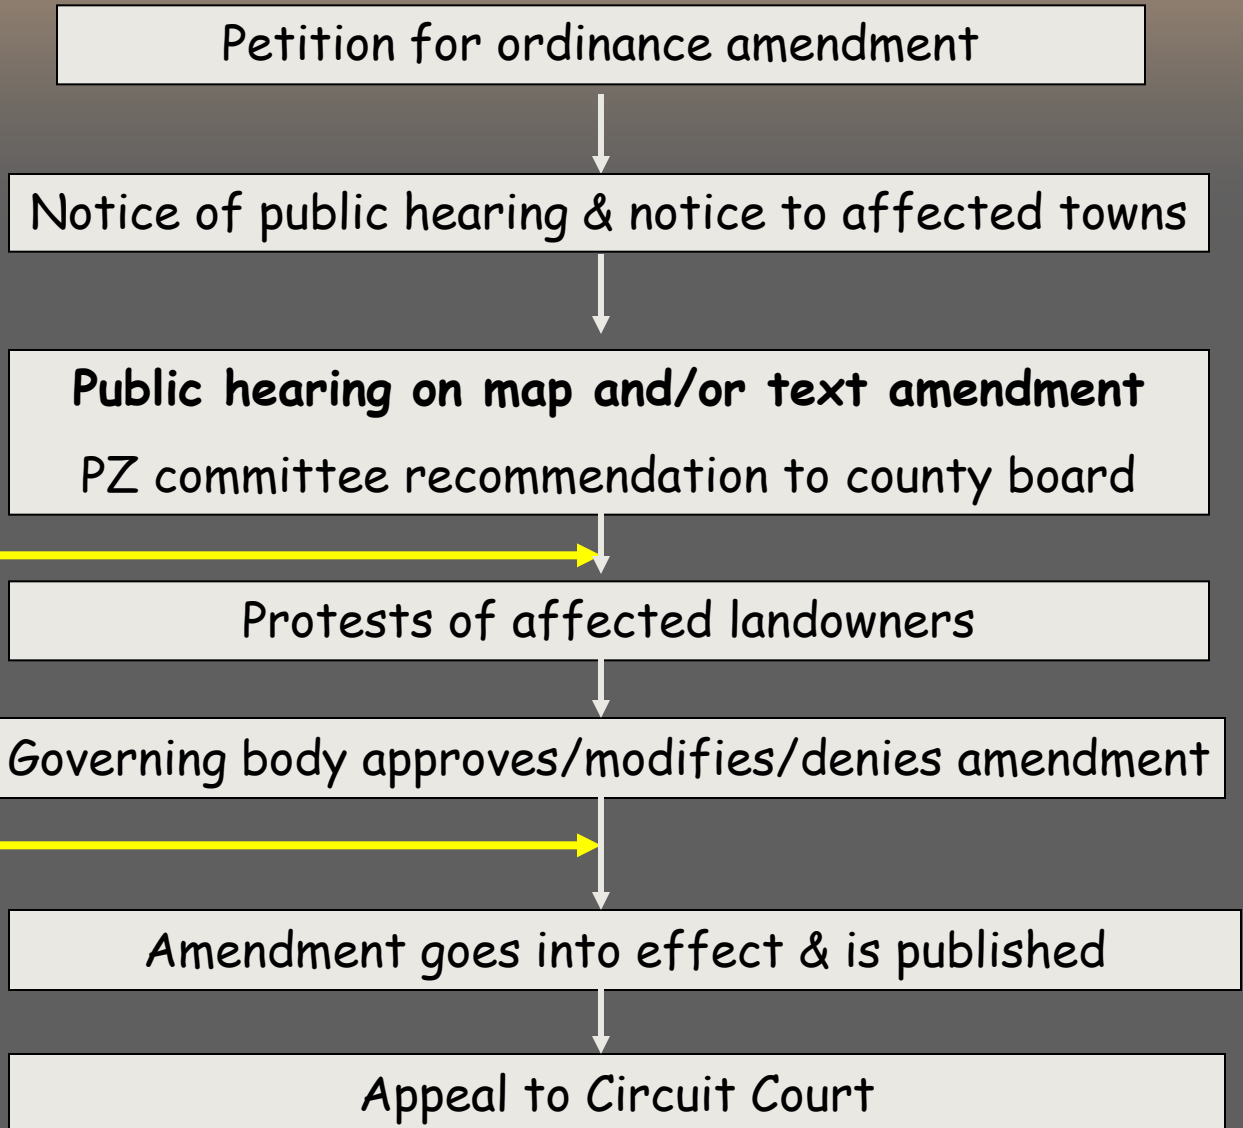 Petition for ordinance amendment
Notice of public hearing & notice to affected towns
Public hearing on map and/or text amendment
PZ committee recommendation to county board
Protests of affected landowners
Governing body approves/modifies/denies amendment
Amendment goes into effect & is published
Appeal to Circuit Court